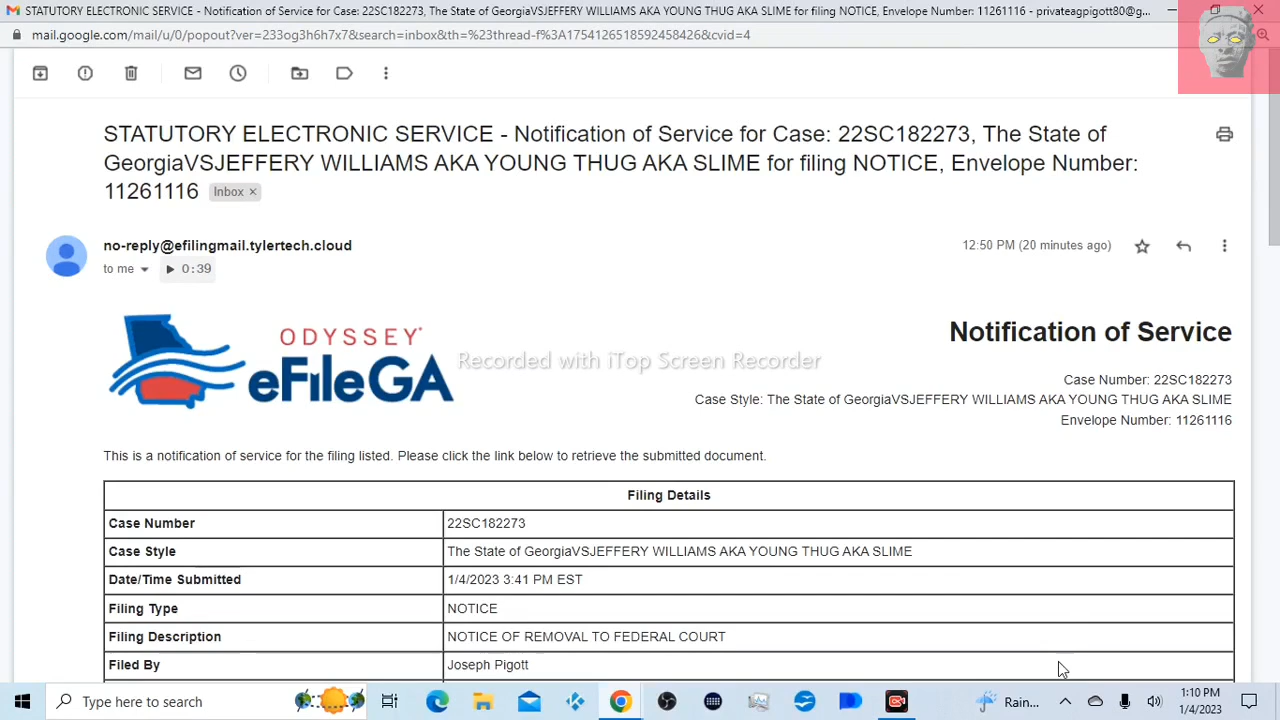 STATUTORY ELECTRONIC SERVICE - Notification of Service for Case: 22SC182273, The State of GeorgiaVSJEFFERY WILLIAMS AKA YOUNG THUG AKA SLIME for filing NOTICE, Envelope Number: 11261116 - privateagpigott80@g...
mail.google.com/mail/u/0/popout?ver=233og3h6h7x7&search=inbox&th=%23thread-f%3A1754126518592458426&cvid=4
STATUTORY ELECTRONIC SERVICE - Notification of Service for Case: 22SC182273, The State of
GeorgiaVSJEFFERY WILLIAMS AKA YOUNG THUG AKA SLIME for filing NOTICE, Envelope Number:
11261116 Inbox ×
no-reply@efilingmail.tylertech.cloud
12:50 PM (20 minutes ago)
to me
0:39
ODYSSEY
eFileGA
Recorded with iTop Screen Recorder
Notification of Service
Case Number: 22SC182273
Case Style: The State of GeorgiaVSJEFFERY WILLIAMS AKA YOUNG THUG AKA SLIME
Envelope Number: 11261116
This is a notification of service for the filing listed. Please click the link below to retrieve the submitted document.
Filing Details
Case Number 22SC182273
Case Style The State of GeorgiaVSJEFFERY WILLIAMS AKA YOUNG THUG AKA SLIME
Date/Time Submitted 1/4/2023 3:41 PM EST
Filing Type NOTICE
Filing Description NOTICE OF REMOVAL TO FEDERAL COURT
Filed By Joseph Pigott
Type here to search
Rain...
1:10 PM
1/4/2023